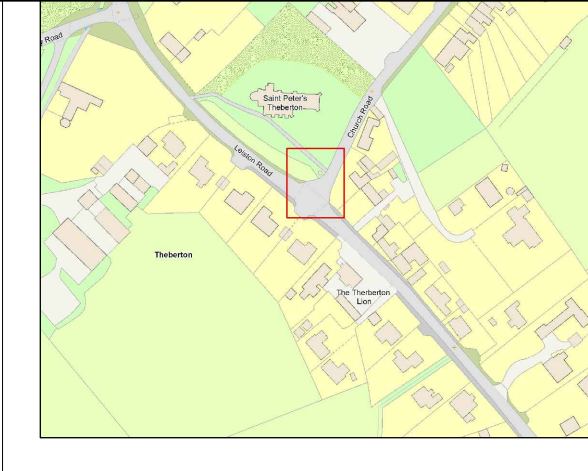 Road
Saint Peter's
Theberton
Church Road
Leiston Road
Theberton
The Therberton
Lion